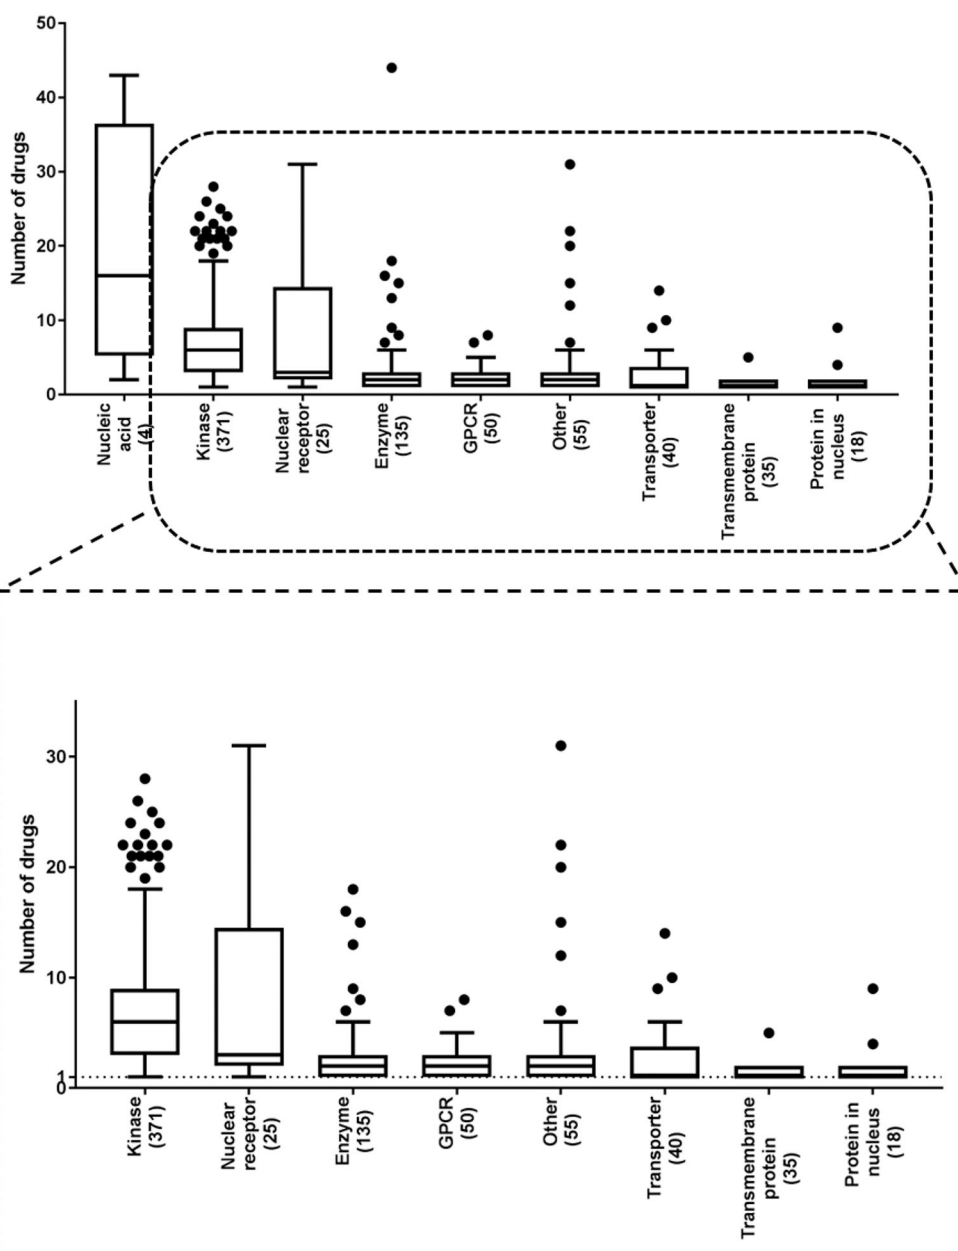 50
40
30
20
10
0
Number of drugs
Nucleic
acid
(4)
Kinase
(371)
Nuclear
receptor
(25)
Enzyme
(135)
GPCR
(50)
Other
(55)
Transporter
(40)
Transmembrane
protein
(35)
Protein in
nucleus
(18)
30
20
10
1
0
Number of drugs
Kinase
(371)
Nuclear
receptor
(25)
Enzyme
(135)
GPCR
(50)
Other
(55)
Transporter
(40)
Transmembrane
protein
(35)
Protein in
nucleus
(18)